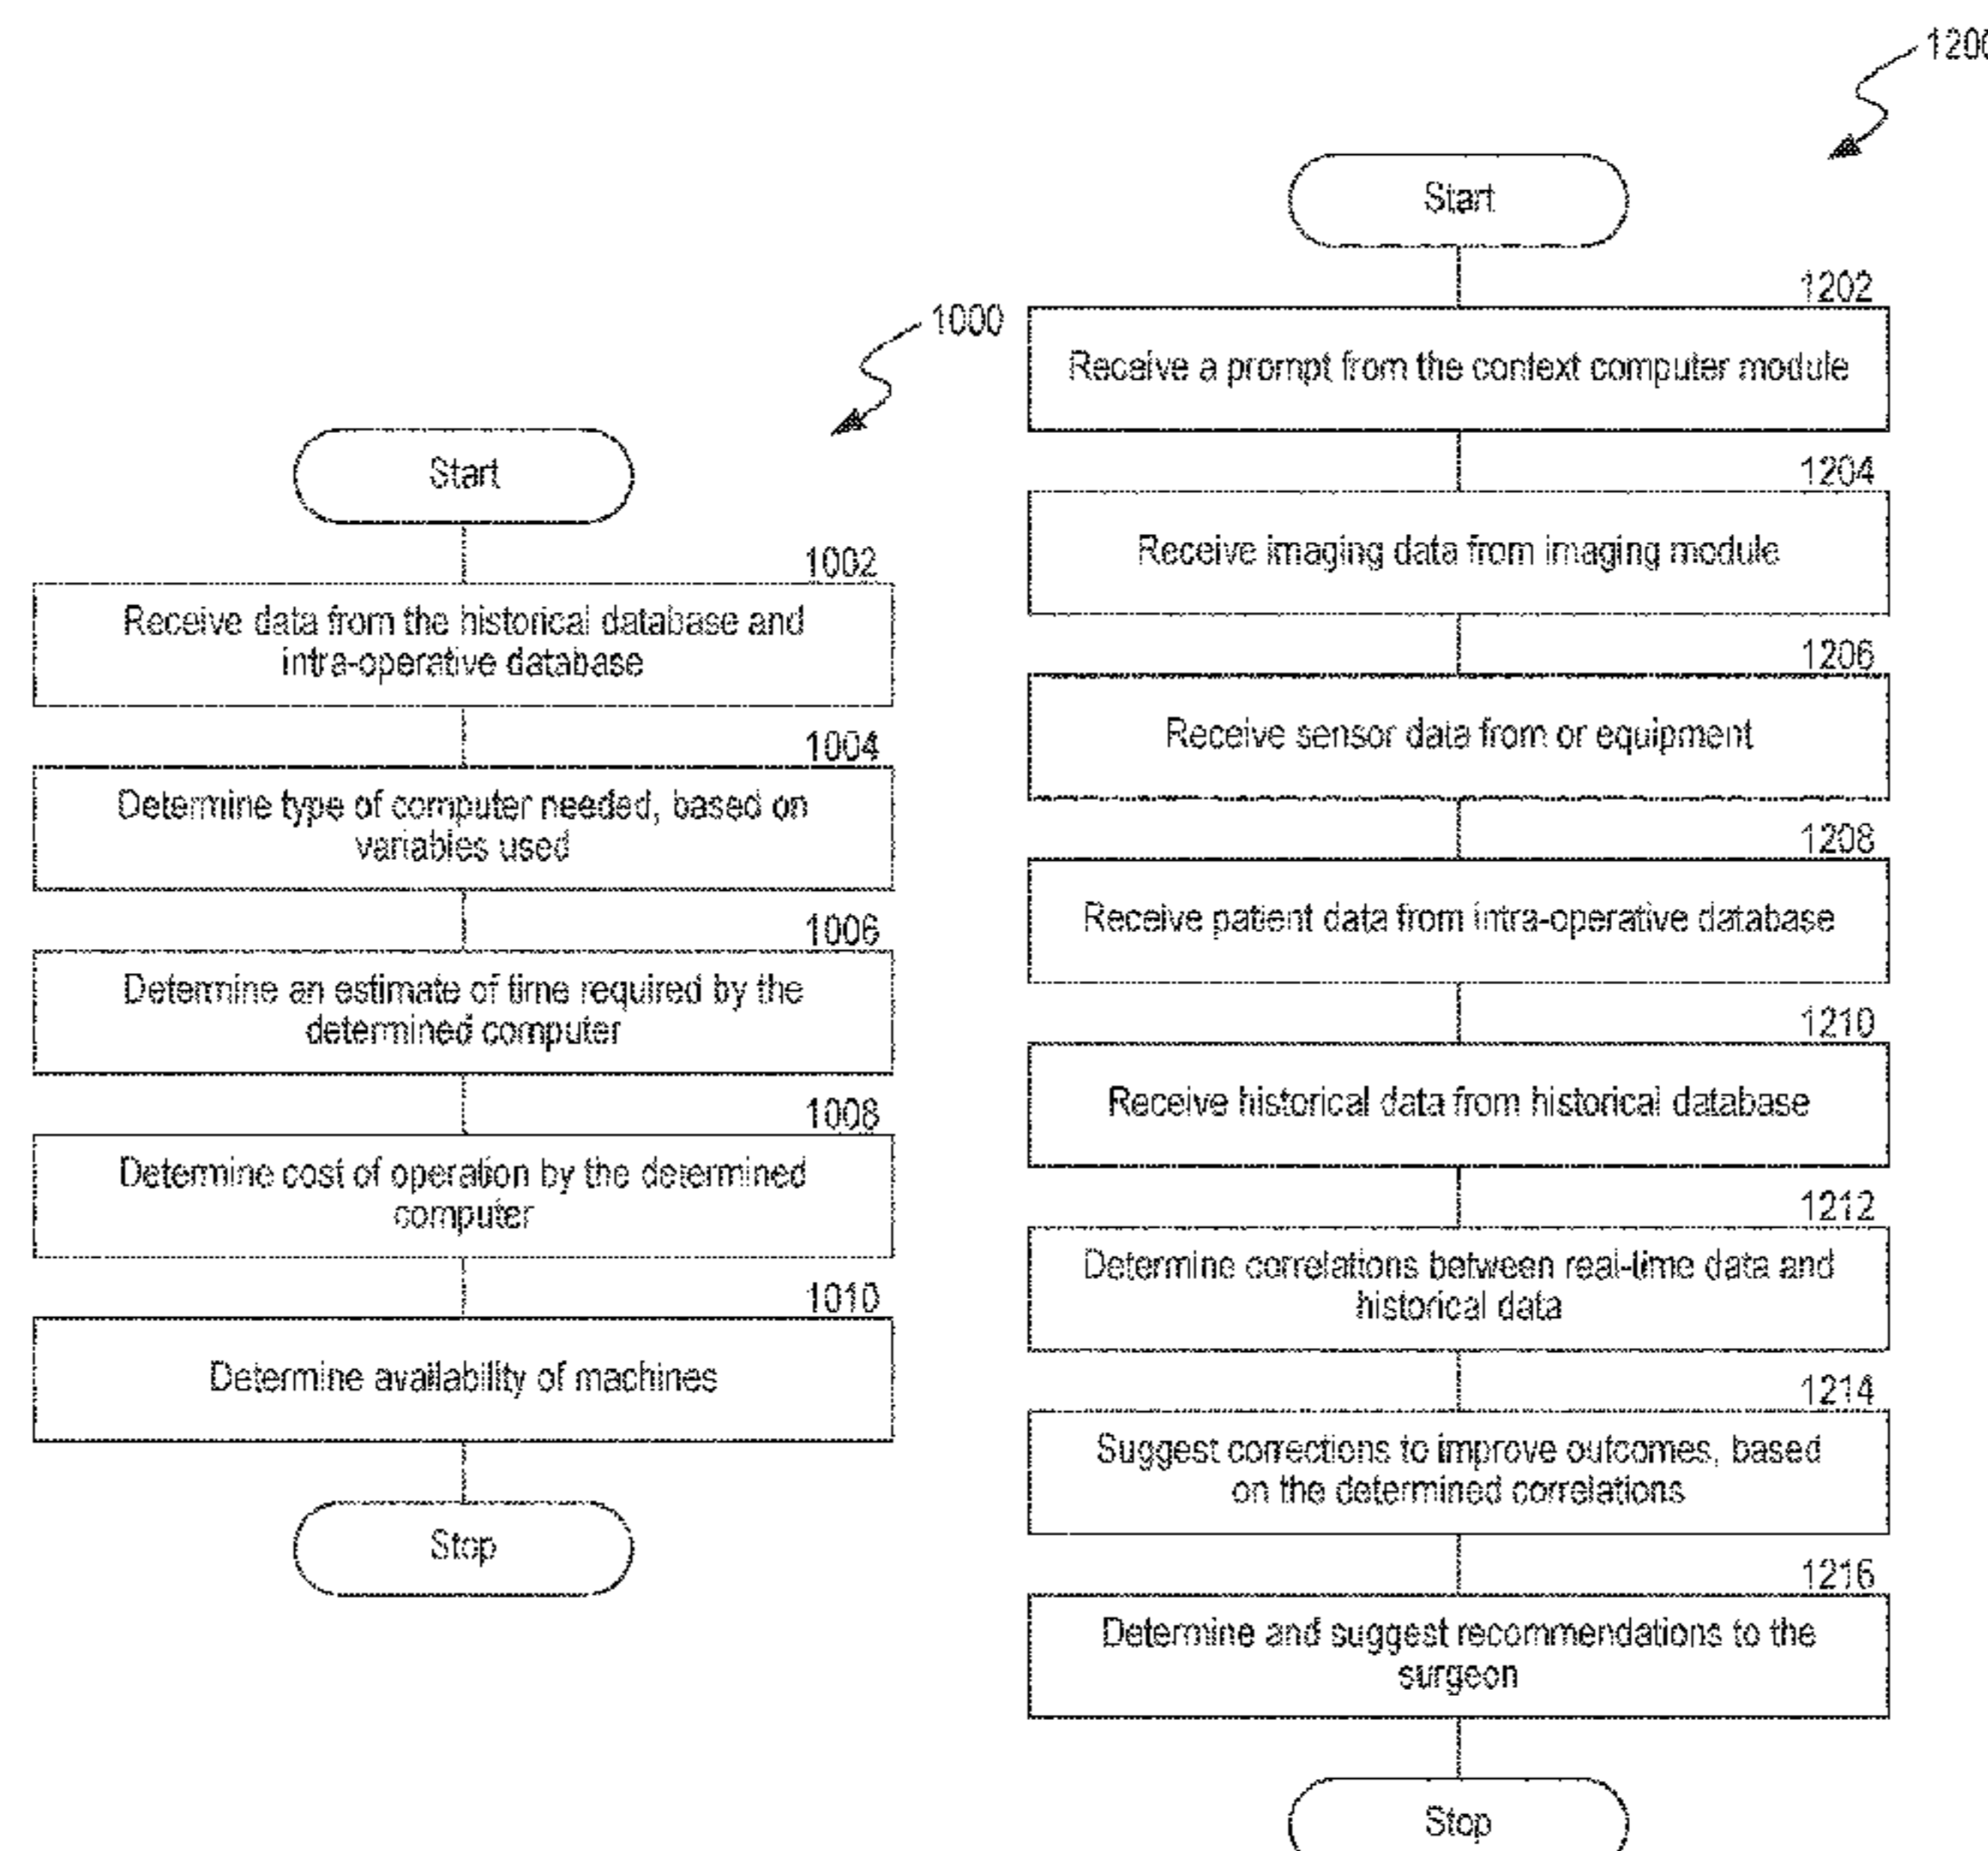 1000
Start
1002
Receive data from the historical database and
intra-operative database
1004
Determine type of computer needed, based on
variables used
1006
Determine an estimate of time required by the
determined computer
1008
Determine cost of operation by the determined
computer
1010
Determine availability of machines
Stop
1200
Start
1202
Receive a prompt from the context computer module
1204
Receive imaging data from imaging module
1206
Receive sensor data from or equipment
1208
Receive patient data from intra-operative database
1210
Receive historical data from historical database
1212
Determine correlations between real-time data and
historical data
1214
Suggest corrections to improve outcomes, based
on the determined correlations
1216
Determine and suggest recommendations to the
surgeon
Stop